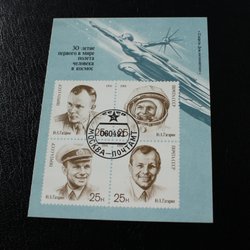 30-летие
первого в мире
полета
человека
в космос
ПОЧТА СССР
1991
ПОЧТА СССР
Ю.А.Гагарин
Ю.А.Гагарин
МОСКВА-ПОЧТАМТ
ПОЧТА СССР
ПОЧТА СССР
25к
25к
Ю.А.Гагарин
Ю.А.Гагарин